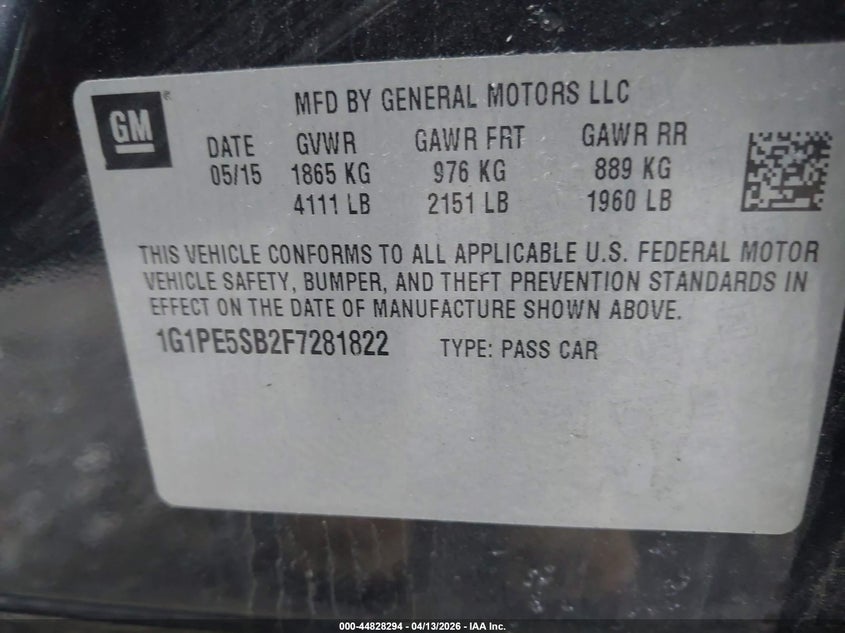 GM
MFD BY GENERAL MOTORS LLC
DATE GVWR GAWR FRT GAWR RR
05/15 1865 KG 976 KG 889 KG
4111 LB 2151 LB 1960 LB
THIS VEHICLE CONFORMS TO ALL APPLICABLE U.S. FEDERAL MOTOR
VEHICLE SAFETY, BUMPER, AND THEFT PREVENTION STANDARDS IN
EFFECT ON THE DATE OF MANUFACTURE SHOWN ABOVE.
1G1PE5SB2F7281822 TYPE: PASS CAR
000-44828294 - 04/13/2026 - IAA Inc.